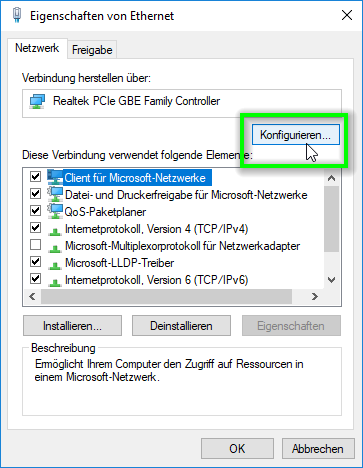 Eigenschaften von Ethernet
Netzwerk Freigabe
Verbindung herstellen über:
Realtek PCIe GBE Family Controller
Konfigurieren...
Diese Verbindung verwendet folgende Elemente:
Client für Microsoft-Netzwerke
Datei- und Druckerfreigabe für Microsoft-Netzwerke
QoS-Paketplaner
Internetprotokoll, Version 4 (TCP/IPv4)
Microsoft-Multiplexorprotokoll für Netzwerkadapter
Microsoft-LLDP-Treiber
Internetprotokoll, Version 6 (TCP/IPv6)
Installieren... Deinstallieren Eigenschaften
Beschreibung
Ermöglicht Ihrem Computer den Zugriff auf Ressourcen in
einem Microsoft-Netzwerk.
OK Abbrechen